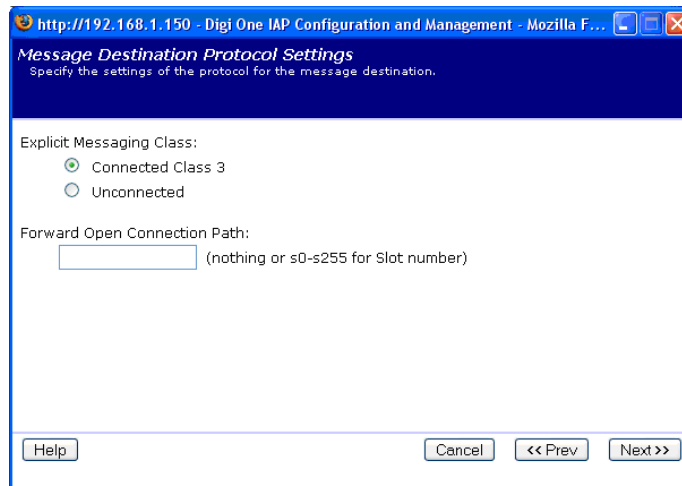 http://192.168.1.150 - Digi One IAP Configuration and Management - Mozilla F...
Message Destination Protocol Settings
Specify the settings of the protocol for the message destination.
Explicit Messaging Class:
Connected Class 3
Unconnected
Forward Open Connection Path:
(nothing or s0-s255 for Slot number)
Help Cancel << Prev Next >>